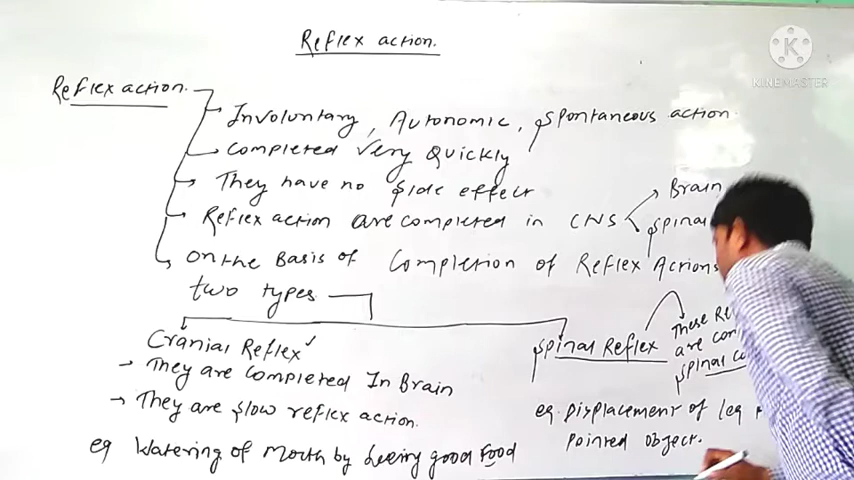 Reflex action.
K
KINEMASTER
Reflex action.
Involuntary, Autonomic, spontaneous action.
completed very Quickly
They have no side effect
Reflex action are completed in CNS
Brain
spinal
on the Basis of completion of Reflex Actions
two types
Cranial Reflex ✓
→ They are completed In Brain
→ They are slow reflex action.
eg Watering of Mouth by seeing good Food
spinal Reflex
These
are
spinal
eg. Displacement of leg
pointed object.